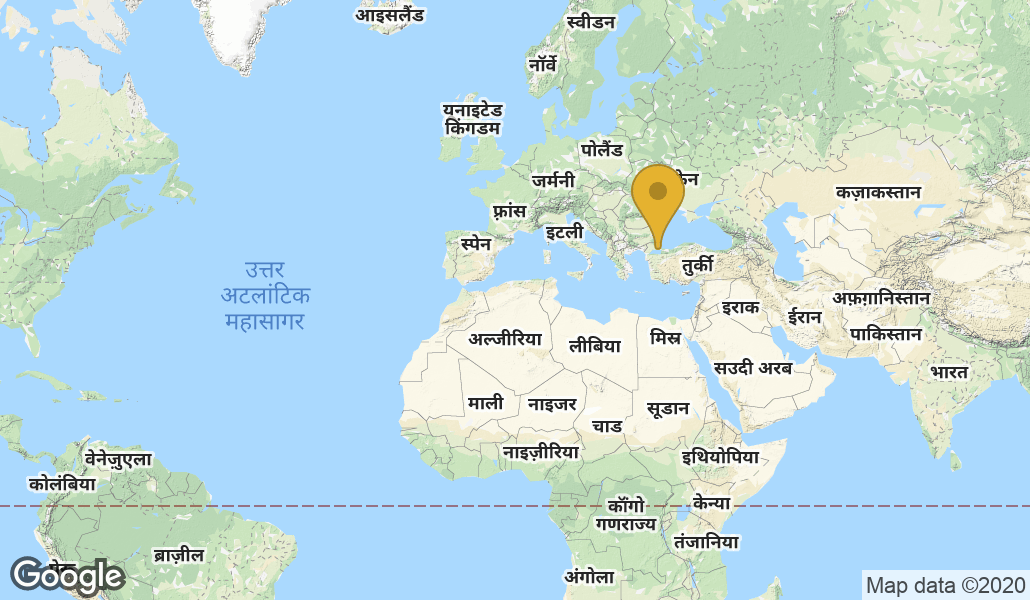 आइसलैंड
स्वीडन
नॉर्वे
यनाइटेड
किंगडम
पोलैंड
जर्मनी
केन
कज़ाकस्तान
फ़्रांस
इटली
स्पेन
तुर्की
उत्तर
अटलांटिक
महासागर
अफ़ग़ानिस्तान
इराक
ईरान
पाकिस्तान
अल्जीरिया
लीबिया
मिस्र
सउदी अरब
भारत
माली
नाइजर
सूडान
चाड
नाइज़ीरिया
इथियोपिया
वेनेज़ुएला
कोलंबिया
कॉंगो
गणराज्य
केन्या
तंजानिया
ब्राज़ील
अंगोला
Google
Map data ©2020